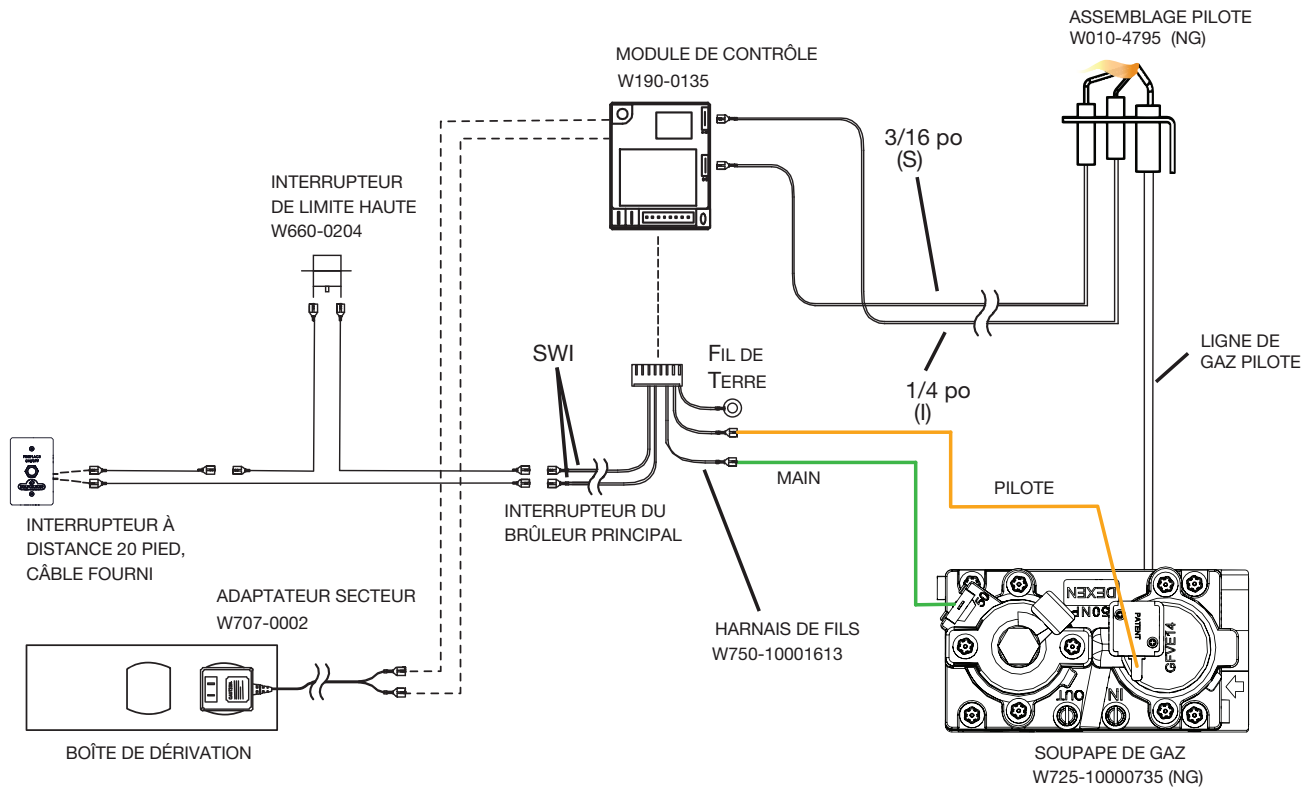 ASSEMBLAGE PILOTE
W010-4795 (NG)
MODULE DE CONTRÔLE
W190-0135
3/16 po
(S)
INTERRUPTEUR
DE LIMITE HAUTE
W660-0204
SWI
FIL DE
TERRE
1/4 po
(I)
LIGNE DE
GAZ PILOTE
MAIN
PILOTE
INTERRUPTEUR À
DISTANCE 20 PIED,
CÂBLE FOURNI
INTERRUPTEUR DU
BRÛLEUR PRINCIPAL
ADAPTATEUR SECTEUR
W707-0002
HARNAIS DE FILS
W750-10001613
DEXEN
PATENT
GFVE14
OUT
IN
BOÎTE DE DÉRIVATION
SOUPAPE DE GAZ
W725-10000735 (NG)